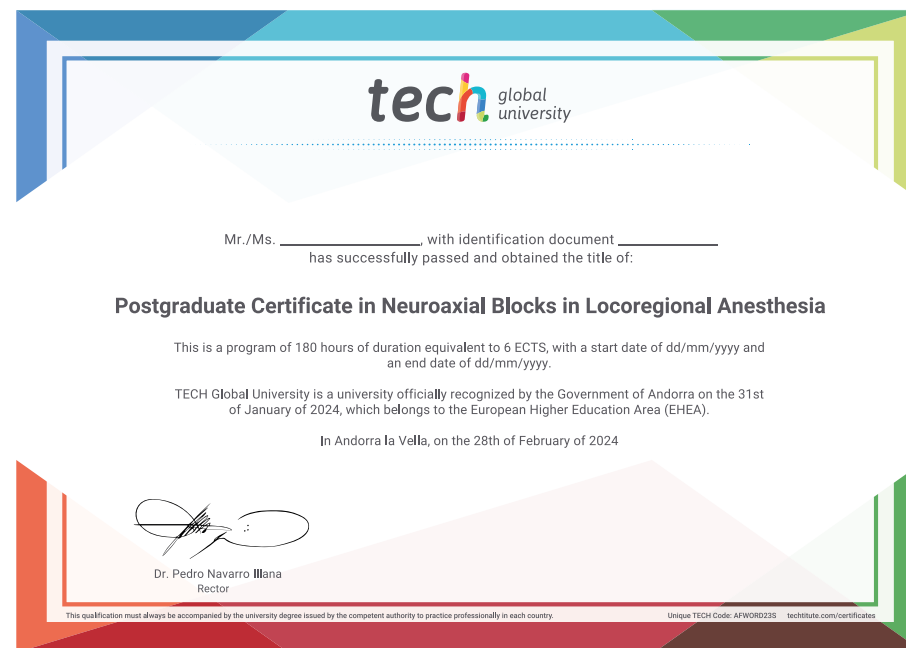 tech global university
Mr./Ms. ____________, with identification document ____________
has successfully passed and obtained the title of:
Postgraduate Certificate in Neuroaxial Blocks in Locoregional Anesthesia
This is a program of 180 hours of duration equivalent to 6 ECTS, with a start date of dd/mm/yyyy and
an end date of dd/mm/yyyy.
TECH Global University is a university officially recognized by the Government of Andorra on the 31st
of January of 2024, which belongs to the European Higher Education Area (EHEA).
In Andorra la Vella, on the 28th of February of 2024
Dr. Pedro Navarro Illana
Rector
This qualification must always be accompanied by the university degree issued by the competent authority to practice professionally in each country. Unique TECH Code: AFWORD23S techtitute.com/certificates